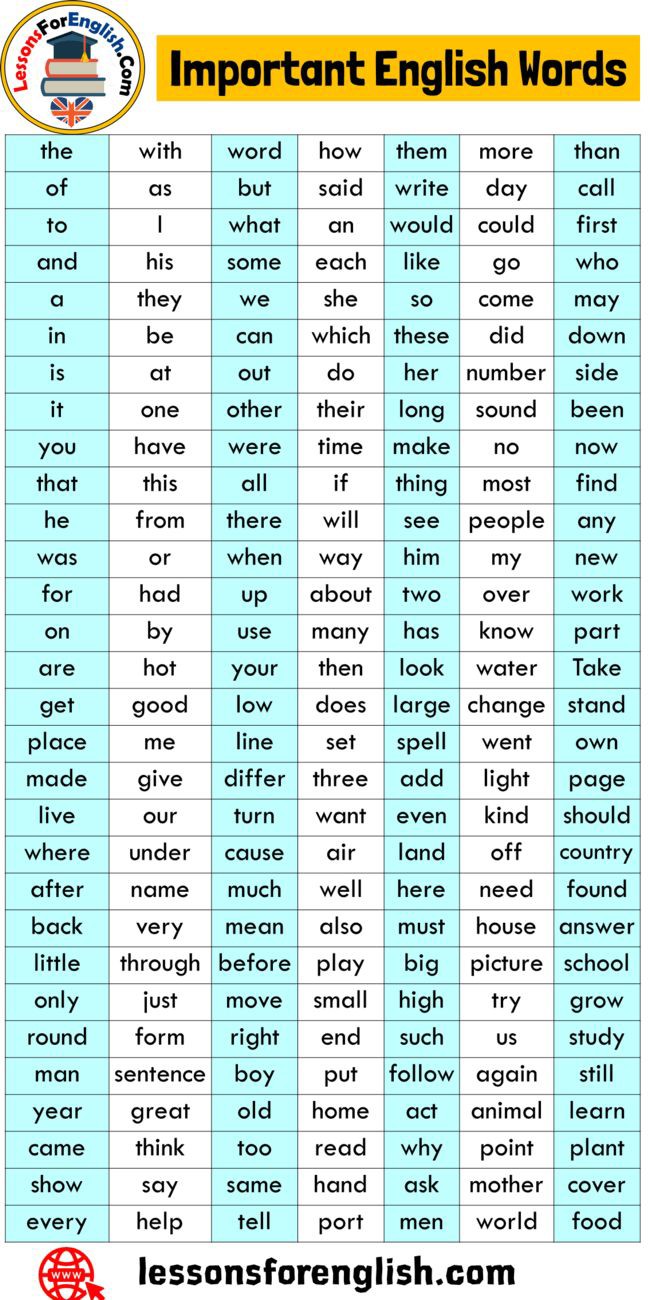 LessonsForEnglish.Com
Important English Words
the with word how them more than
of as but said write day call
to I what an would could first
and his some each like go who
a they we she so come may
in be can which these did down
is at out do her number side
it one other their long sound been
you have were time make no now
that this all if thing most find
he from there will see people any
was or when way him my new
for had up about two over work
on by use many has know part
are hot your then look water Take
get good low does large change stand
place me line set spell went own
made give differ three add light page
live our turn want even kind should
where under cause air land off country
after name much well here need found
back very mean also must house answer
little through before play big picture school
only just move small high try grow
round form right end such us study
man sentence boy put follow again still
year great old home act animal learn
came think too read why point plant
show say same hand ask mother cover
every help tell port men world food
www
lessonsforenglish.com